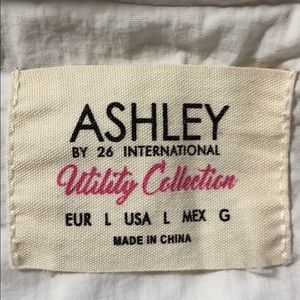 ASHLEY
BY 26 INTERNATIONAL
Utility Collection
EUR L USA L MEX G
MADE IN CHINA